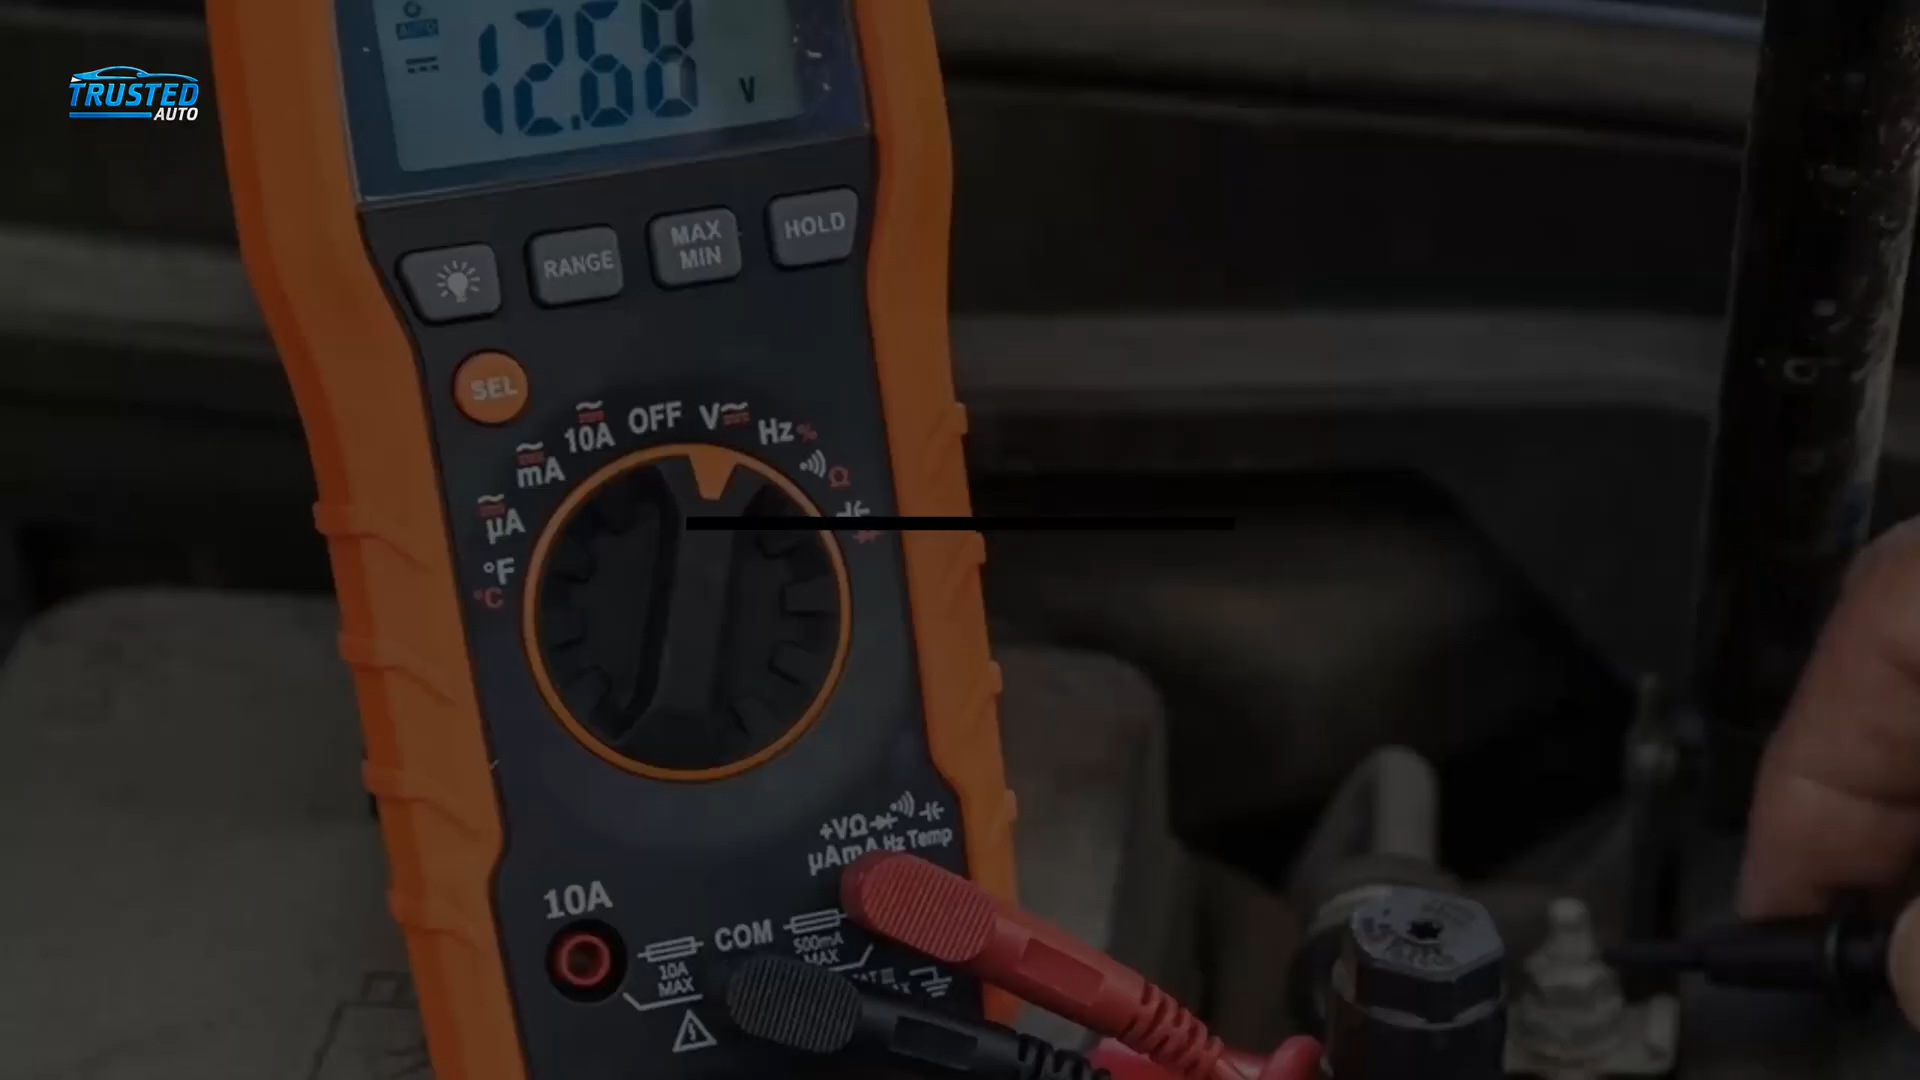 AUTO
12.68
V
TRUSTED
AUTO
RANGE
MAX
MIN
HOLD
SEL
OFF
V
Hz %
10A
mA
Ω
µA
°F
°C
+VΩ
µAmA Hz Temp
10A
COM
500mA
MAX
10A
MAX